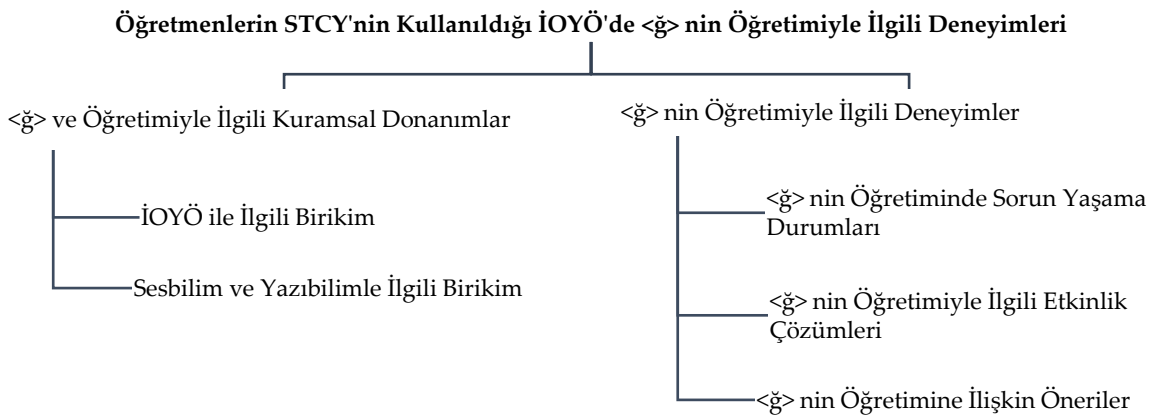 Öğretmenlerin STCY'nin Kullanıldığı İOYÖ'de <ğ> nin Öğretimiyle İlgili Deneyimleri
<ğ> ve Öğretimiyle İlgili Kuramsal Donanımlar
İOYÖ ile İlgili Birikim
Sesbilim ve Yazıbilimle İlgili Birikim
<ğ> nin Öğretimiyle İlgili Deneyimler
<ğ> nin Öğretiminde Sorun Yaşama
Durumları
<ğ> nin Öğretimiyle İlgili Etkinlik
Çözümleri
<ğ> nin Öğretimine İlişkin Öneriler